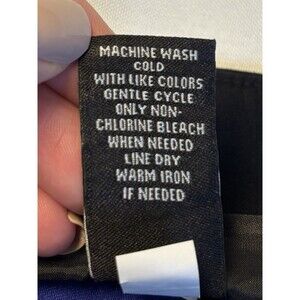 MACHINE WASH
COLD
WITH LIKE COLORS
GENTLE CYCLE
ONLY NON-
CHLORINE BLEACH
WHEN NEEDED
LINE DRY
WARM IRON
IF NEEDED